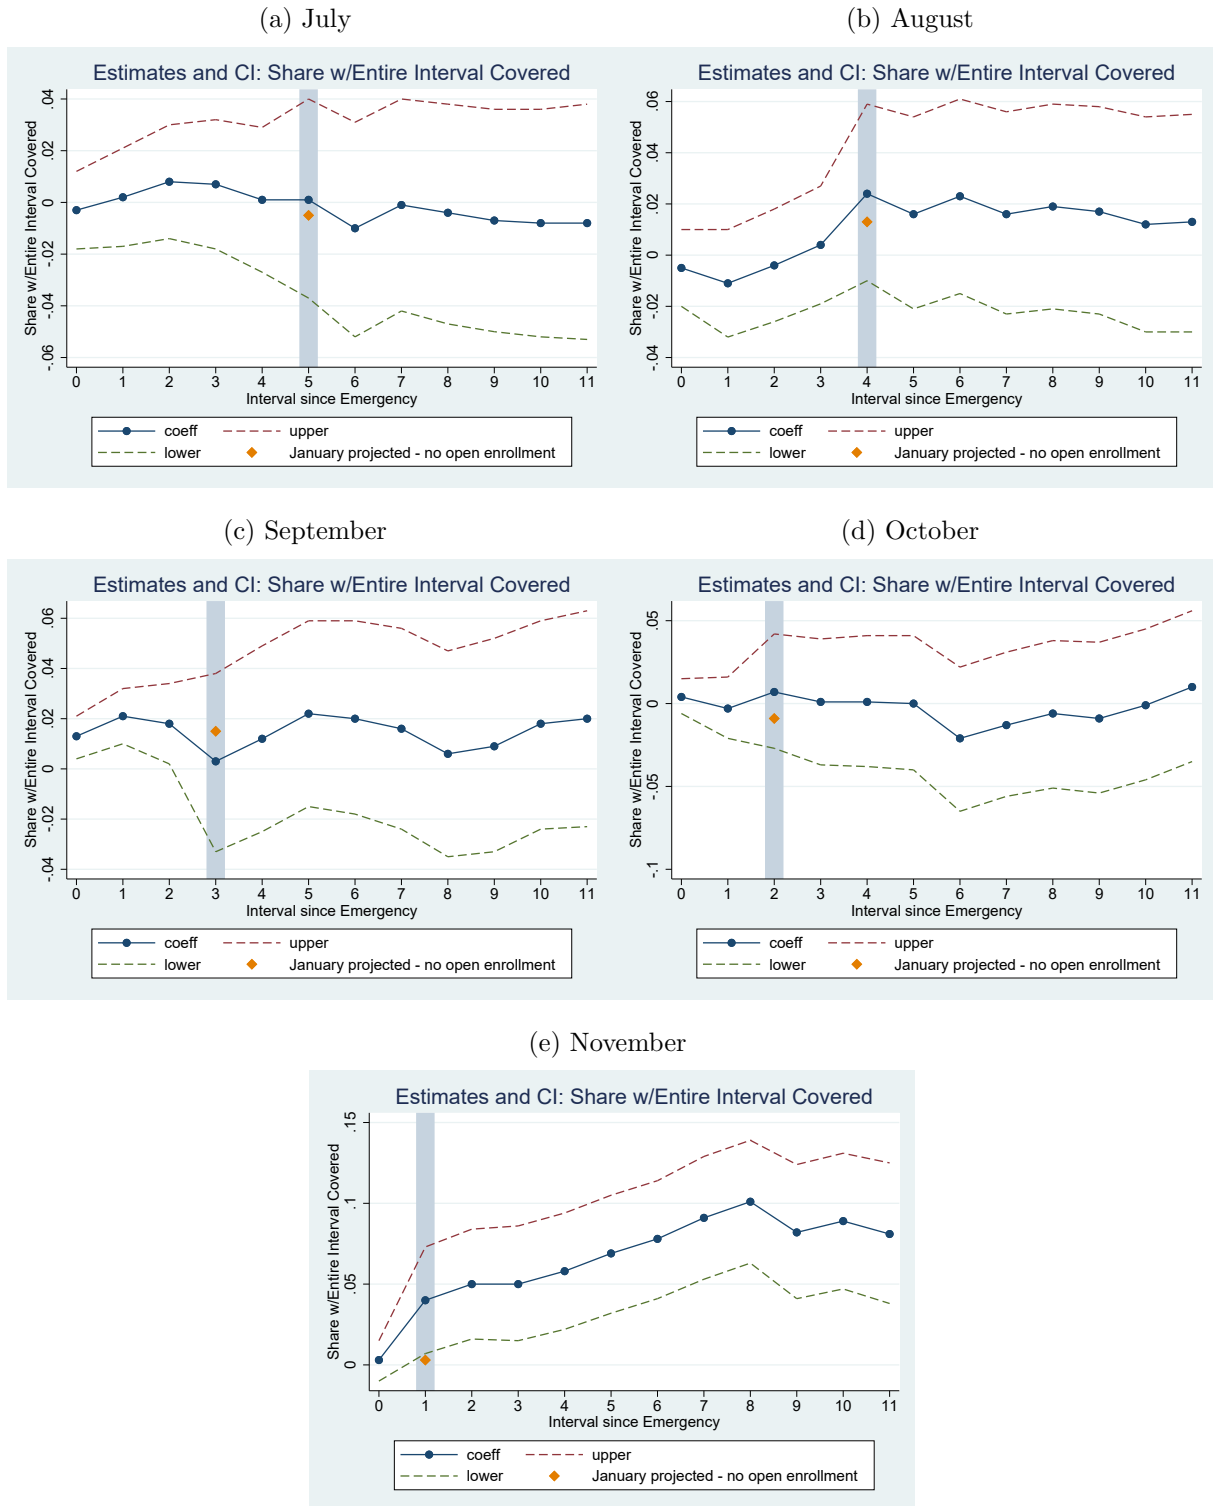 (a) July
Estimates and CI: Share w/Entire Interval Covered
Share w/Entire Interval Covered
.04
.02
0
-.02
-.04
-.06
0 1 2 3 4 5 6 7 8 9 10 11
Interval since Emergency
coeff upper
lower January projected - no open enrollment
(b) August
Estimates and CI: Share w/Entire Interval Covered
Share w/Entire Interval Covered
.06
.04
.02
0
-.02
-.04
0 1 2 3 4 5 6 7 8 9 10 11
Interval since Emergency
coeff upper
lower January projected - no open enrollment
(c) September
Estimates and CI: Share w/Entire Interval Covered
Share w/Entire Interval Covered
.06
.04
.02
0
-.02
-.04
0 1 2 3 4 5 6 7 8 9 10 11
Interval since Emergency
coeff upper
lower January projected - no open enrollment
(d) October
Estimates and CI: Share w/Entire Interval Covered
Share w/Entire Interval Covered
.05
0
-.05
-.1
0 1 2 3 4 5 6 7 8 9 10 11
Interval since Emergency
coeff upper
lower January projected - no open enrollment
(e) November
Estimates and CI: Share w/Entire Interval Covered
Share w/Entire Interval Covered
.15
.1
.05
0
0 1 2 3 4 5 6 7 8 9 10 11
Interval since Emergency
coeff upper
lower January projected - no open enrollment